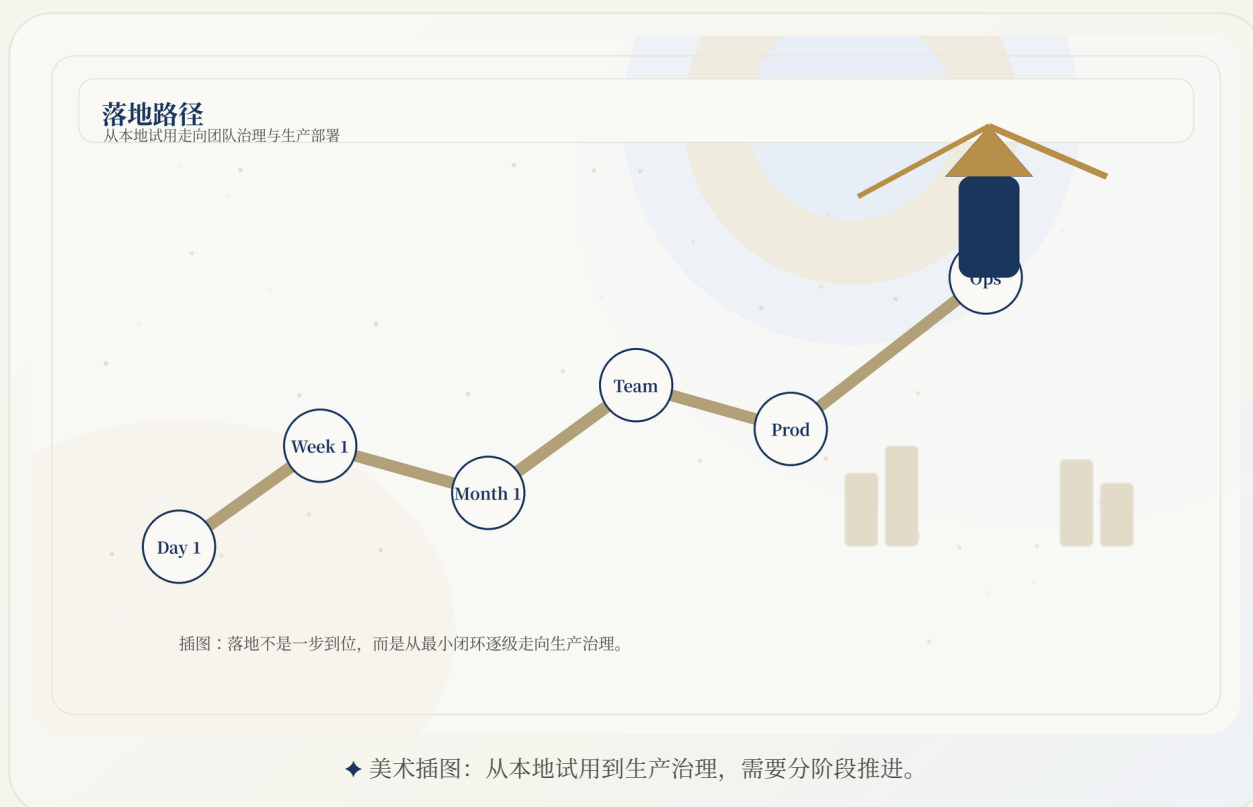 落地路径
从本地试用走向团队治理与生产部署
Ops
Team
Prod
Week 1
Month 1
Day 1
插图：落地不是一步到位，而是从最小闭环逐级走向生产治理。
✦ 美术插图：从本地试用到生产治理，需要分阶段推进。